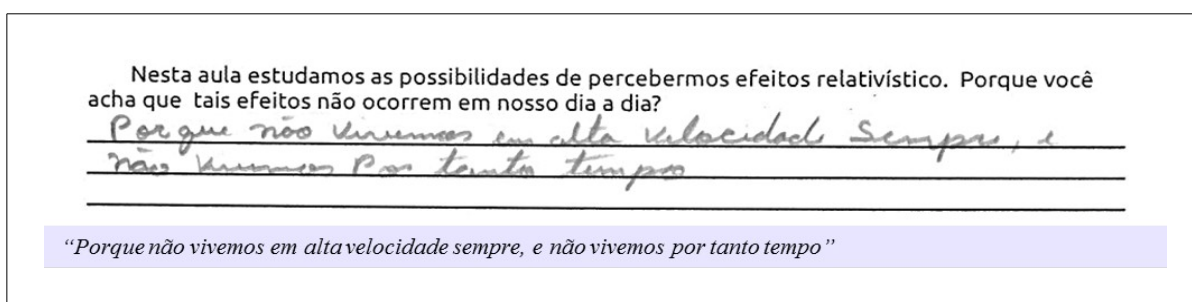 Nesta aula estudamos as possibilidades de percebermos efeitos relativístico. Porque você
acha que tais efeitos não ocorrem em nosso dia a dia?
Porque não vivemos em alta velocidade sempre, e
não vivemos por tanto tempo
“Porque não vivemos em alta velocidade sempre, e não vivemos por tanto tempo”